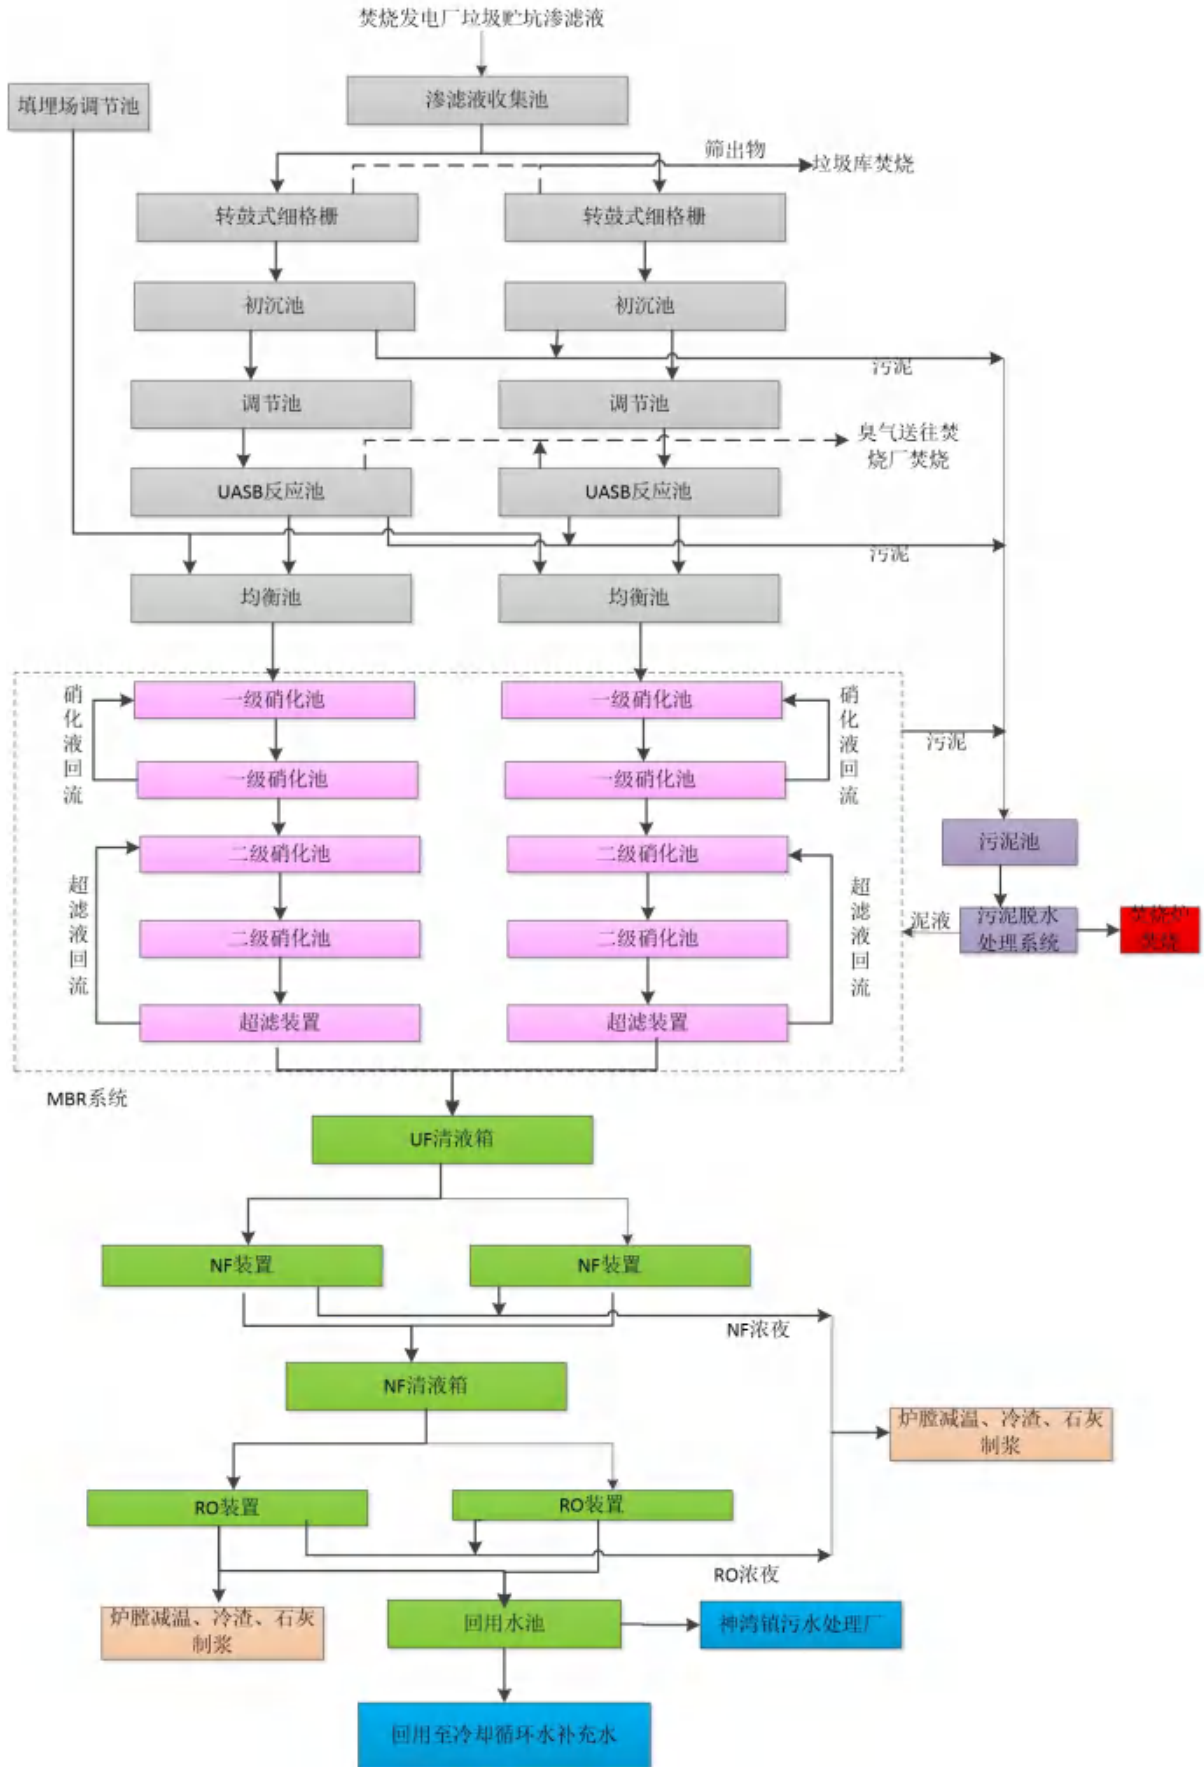 焚烧发电厂垃圾贮坑渗滤液
填埋场调节池
渗滤液收集池
筛出物
垃圾库焚烧
转鼓式细格栅
转鼓式细格栅
初沉池
初沉池
污泥
调节池
调节池
臭气送往焚
烧厂焚烧
UASB反应池
UASB反应池
污泥
均衡池
均衡池
硝化液回流
一级硝化池
一级硝化池
硝化液回流
污泥
一级硝化池
一级硝化池
污泥池
二级硝化池
二级硝化池
超滤液回流
超滤液回流
泥液
污泥脱水
处理系统
焚烧炉
焚烧
二级硝化池
二级硝化池
超滤装置
超滤装置
MBR系统
UF清液箱
NF装置
NF装置
NF浓夜
NF清液箱
炉膛减温、冷渣、石灰
制浆
RO装置
RO装置
RO浓夜
炉膛减温、冷渣、石灰
制浆
回用水池
神湾镇污水处理厂
回用至冷却循环水补充水